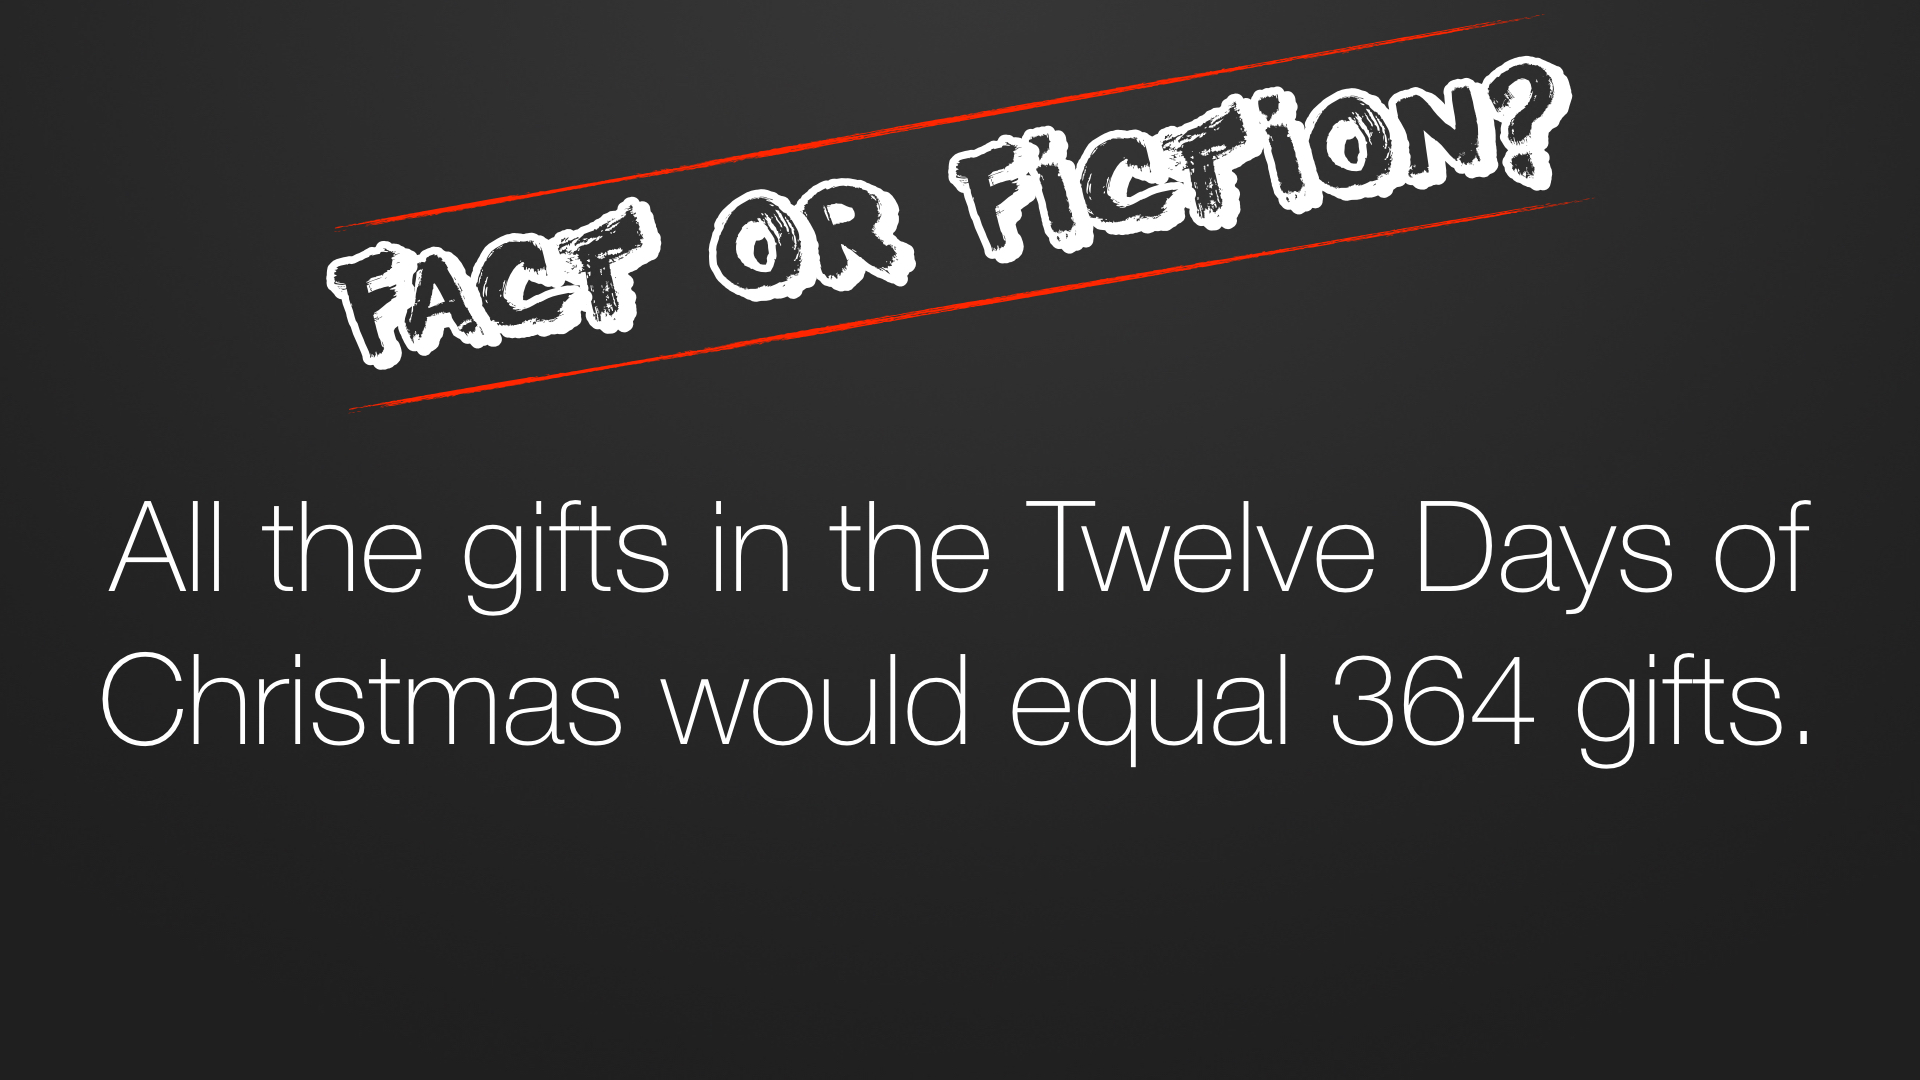 FACT OR FiCTiON?
All the gifts in the Twelve Days of
Christmas would equal 364 gifts.